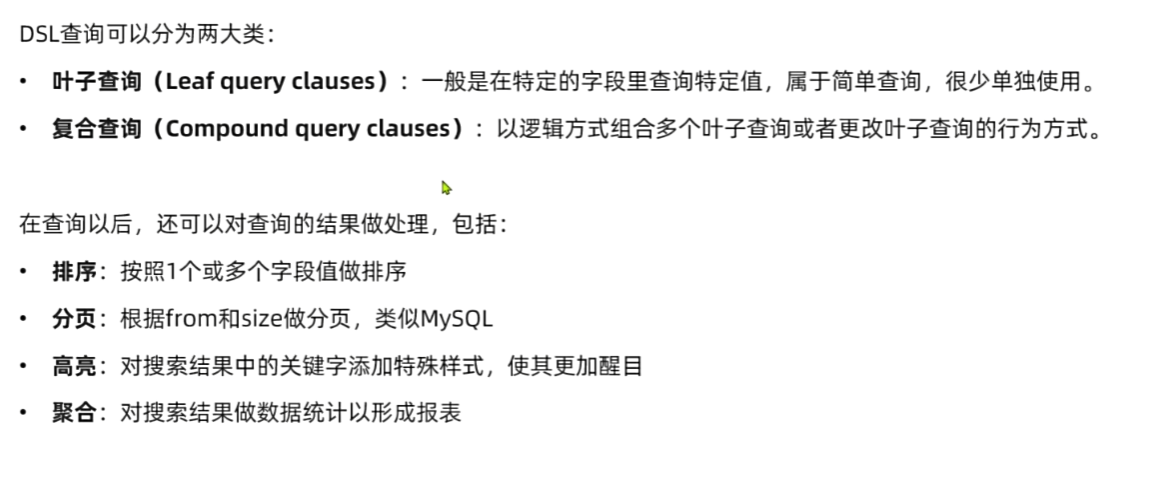 DSL查询可以分为两大类：
• 叶子查询（Leaf query clauses）：一般是在特定的字段里查询特定值，属于简单查询，很少单独使用。
• 复合查询（Compound query clauses）：以逻辑方式组合多个叶子查询或者更改叶子查询的行为方式。
在查询以后，还可以对查询的结果做处理，包括：
• 排序：按照1个或多个字段值做排序
• 分页：根据from和size做分页，类似MySQL
• 高亮：对搜索结果中的关键字添加特殊样式，使其更加醒目
• 聚合：对搜索结果做数据统计以形成报表